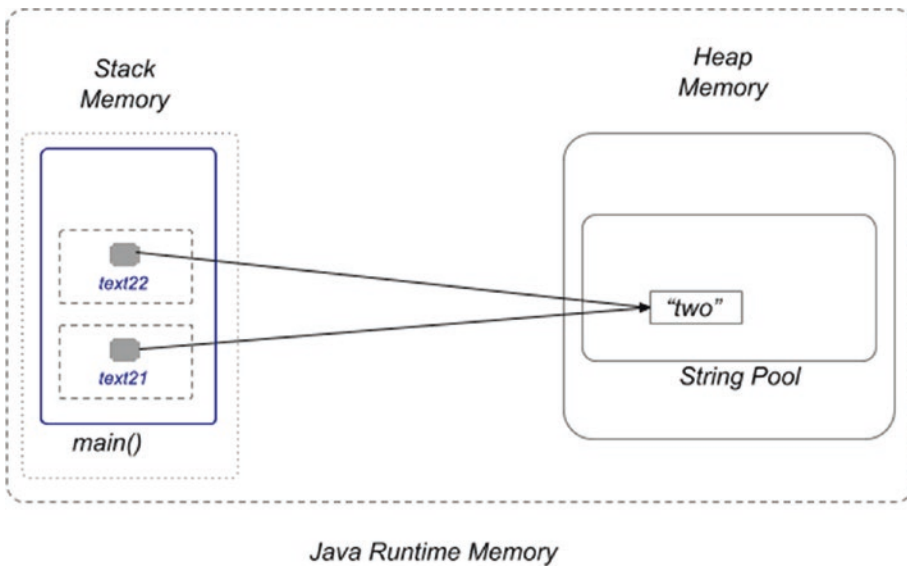 Stack
Memory
Heap
Memory
text22
text21
main()
“two”
String Pool
Java Runtime Memory